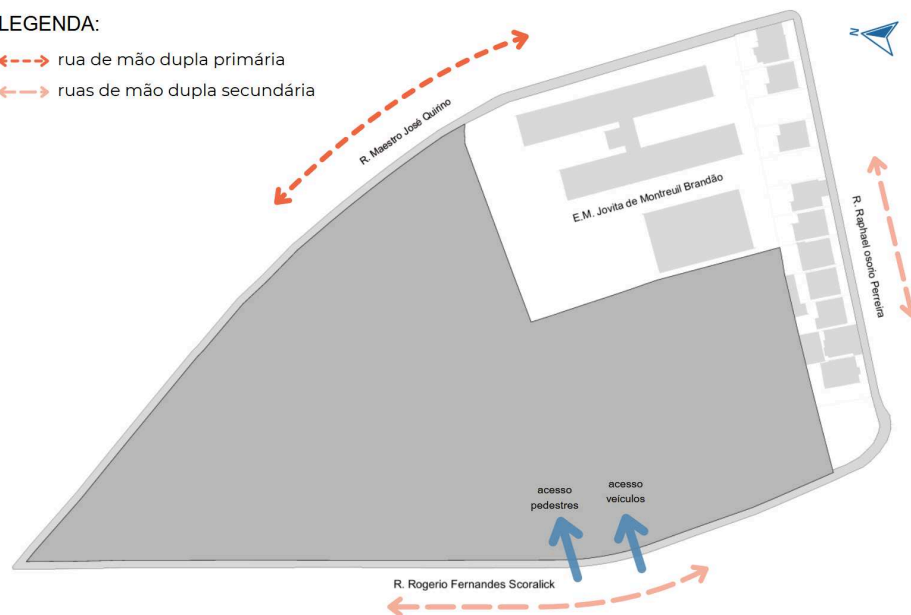 LEGENDA:
rua de mão dupla primária
ruas de mão dupla secundária
N
R. Maestro José Quirino
E.M. Jovita de Montreuil Brandão
R. Raphael osorio Perreira
acesso
pedestres
acesso
veículos
R. Rogerio Fernandes Scoralick